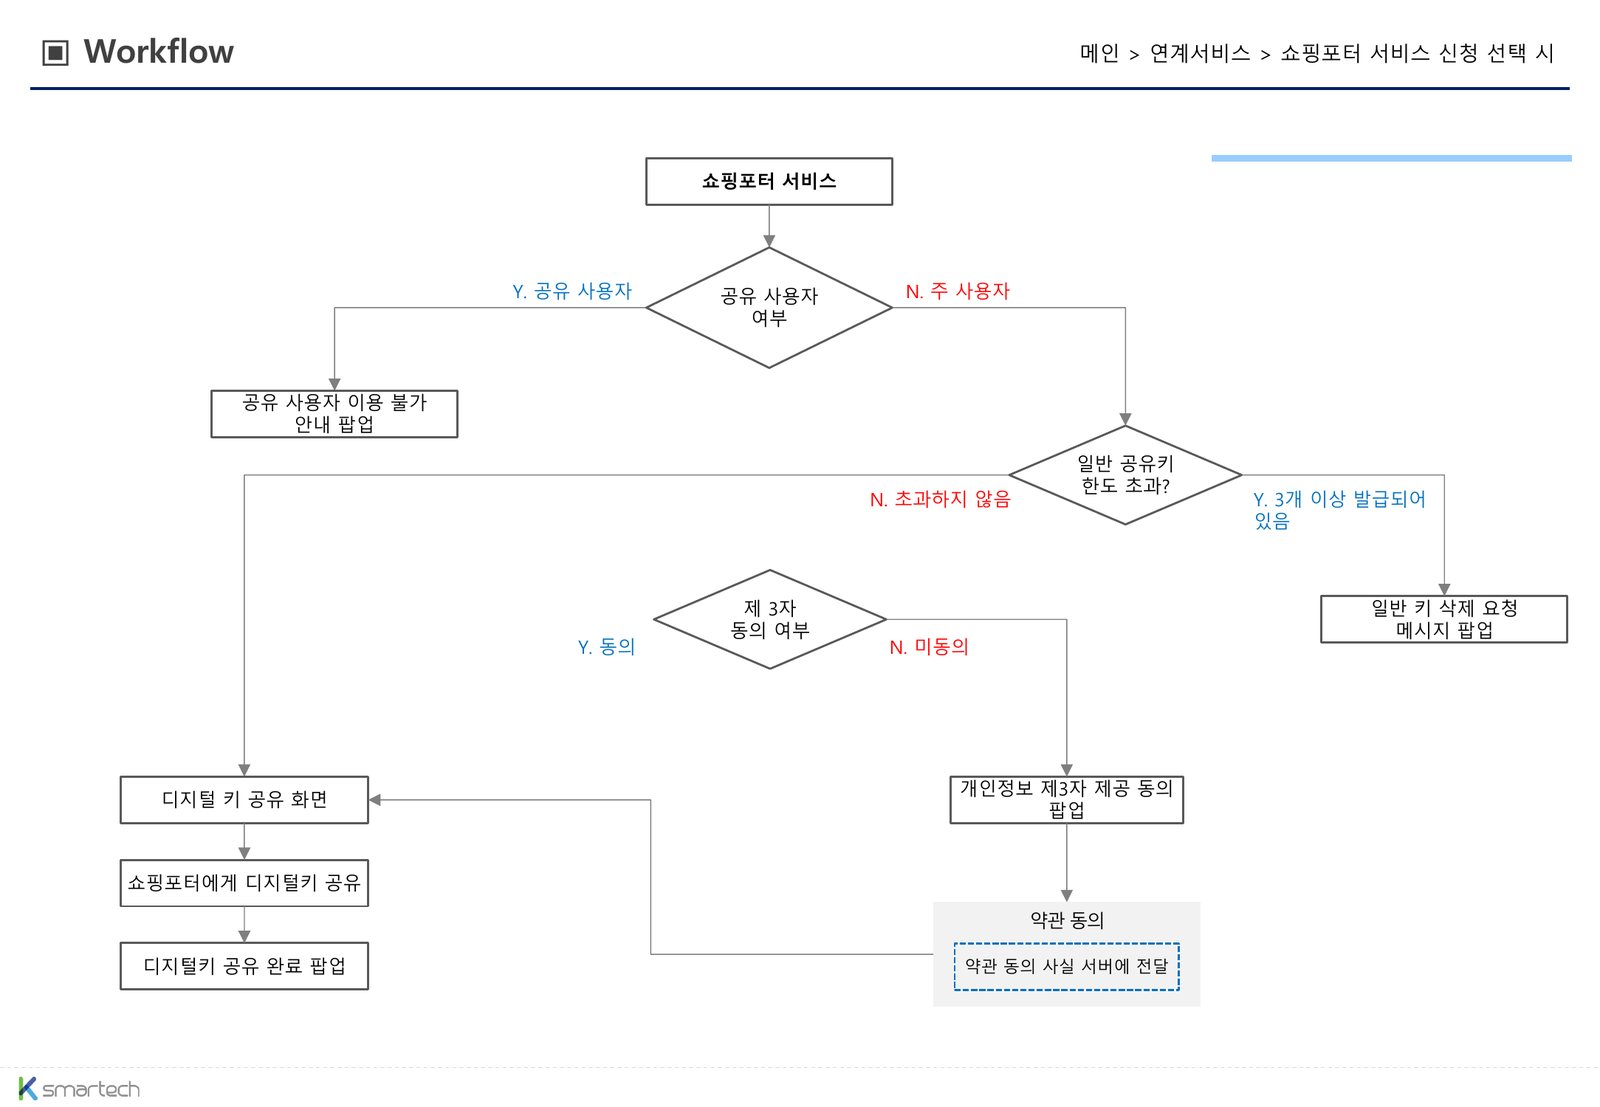 Workflow
메인 > 연계서비스 > 쇼핑포터 서비스 신청 선택 시
쇼핑포터 서비스
공유 사용자
여부
Y. 공유 사용자
N. 주 사용자
공유 사용자 이용 불가
안내 팝업
일반 공유키
한도 초과?
N. 초과하지 않음
Y. 3개 이상 발급되어
있음
제 3자
동의 여부
Y. 동의
N. 미동의
일반 키 삭제 요청
메시지 팝업
디지털 키 공유 화면
개인정보 제3자 제공 동의
팝업
쇼핑포터에게 디지털키 공유
약관 동의
약관 동의 사실 서버에 전달
디지털키 공유 완료 팝업
K smartech